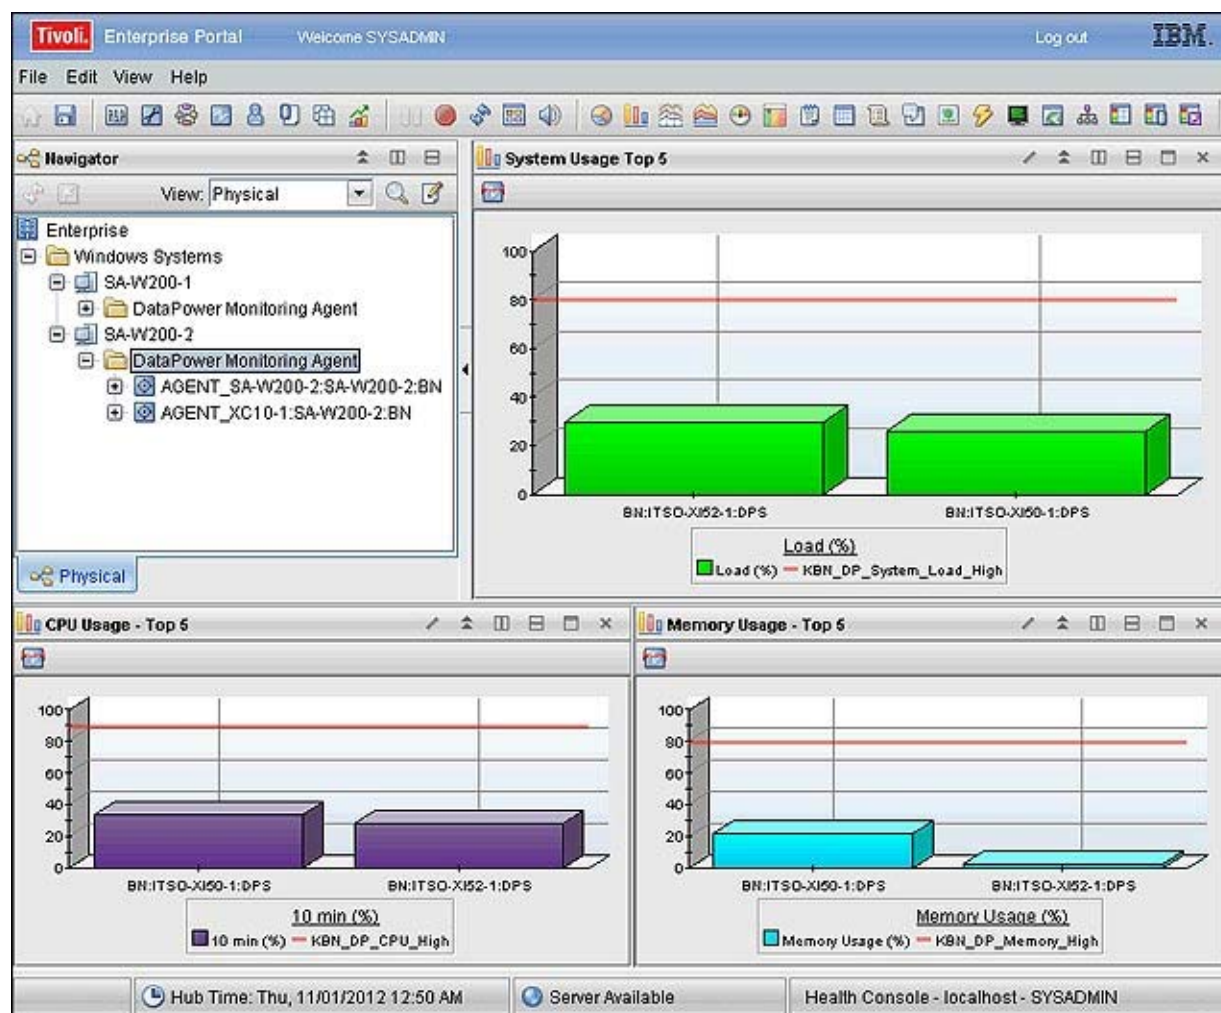 Tivoli. Enterprise Portal Welcome SYSADMIN Log out IBM.
File Edit View Help
Navigator
View: Physical
Enterprise
Windows Systems
SA-W200-1
DataPower Monitoring Agent
SA-W200-2
DataPower Monitoring Agent
AGENT_SA-W200-2:SA-W200-2:BN
AGENT_XC10-1:SA-W200-2:BN
Physical
System Usage Top 5
100
80
60
40
20
0
BN:ITSO-XI52-1:DPS BN:ITSO-XI50-1:DPS
Load (%)
Load (%) KBN_DP_System_Load_High
CPU Usage - Top 5
100
80
60
40
20
0
BN:ITSO-XI50-1:DPS BN:ITSO-XI52-1:DPS
10 min (%)
10 min (%) KBN_DP_CPU_High
Memory Usage - Top 5
100
80
60
40
20
0
BN:ITSO-XI50-1:DPS BN:ITSO-XI52-1:DPS
Memory Usage (%)
Memory Usage (%) KBN_DP_Memory_High
Hub Time: Thu, 11/01/2012 12:50 AM Server Available Health Console - localhost - SYSADMIN